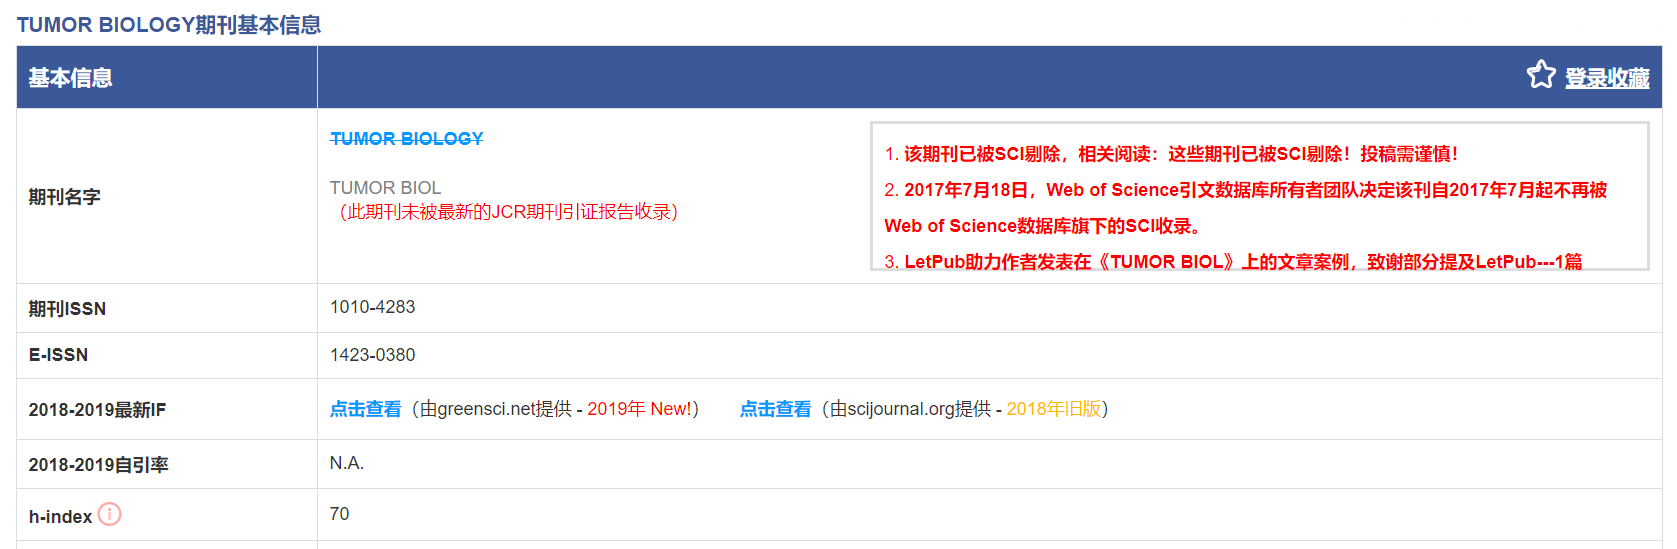 TUMOR BIOLOGY期刊基本信息
基本信息
登录收藏
期刊名字
TUMOR BIOLOGY
TUMOR BIOL
（此期刊未被最新的JCR期刊引证报告收录）
1. 该期刊已被SCI剔除，相关阅读：这些期刊已被SCI剔除！投稿需谨慎！
2. 2017年7月18日，Web of Science引文数据库所有者团队决定该刊自2017年7月起不再被
Web of Science数据库旗下的SCI收录。
3. LetPub助力作者发表在《TUMOR BIOL》上的文章案例，致谢部分提及LetPub---1篇
期刊ISSN
1010-4283
E-ISSN
1423-0380
2018-2019最新IF
点击查看（由greensci.net提供 - 2019年 New!） 点击查看（由scijournal.org提供 - 2018年旧版）
2018-2019自引率
N.A.
h-index
70